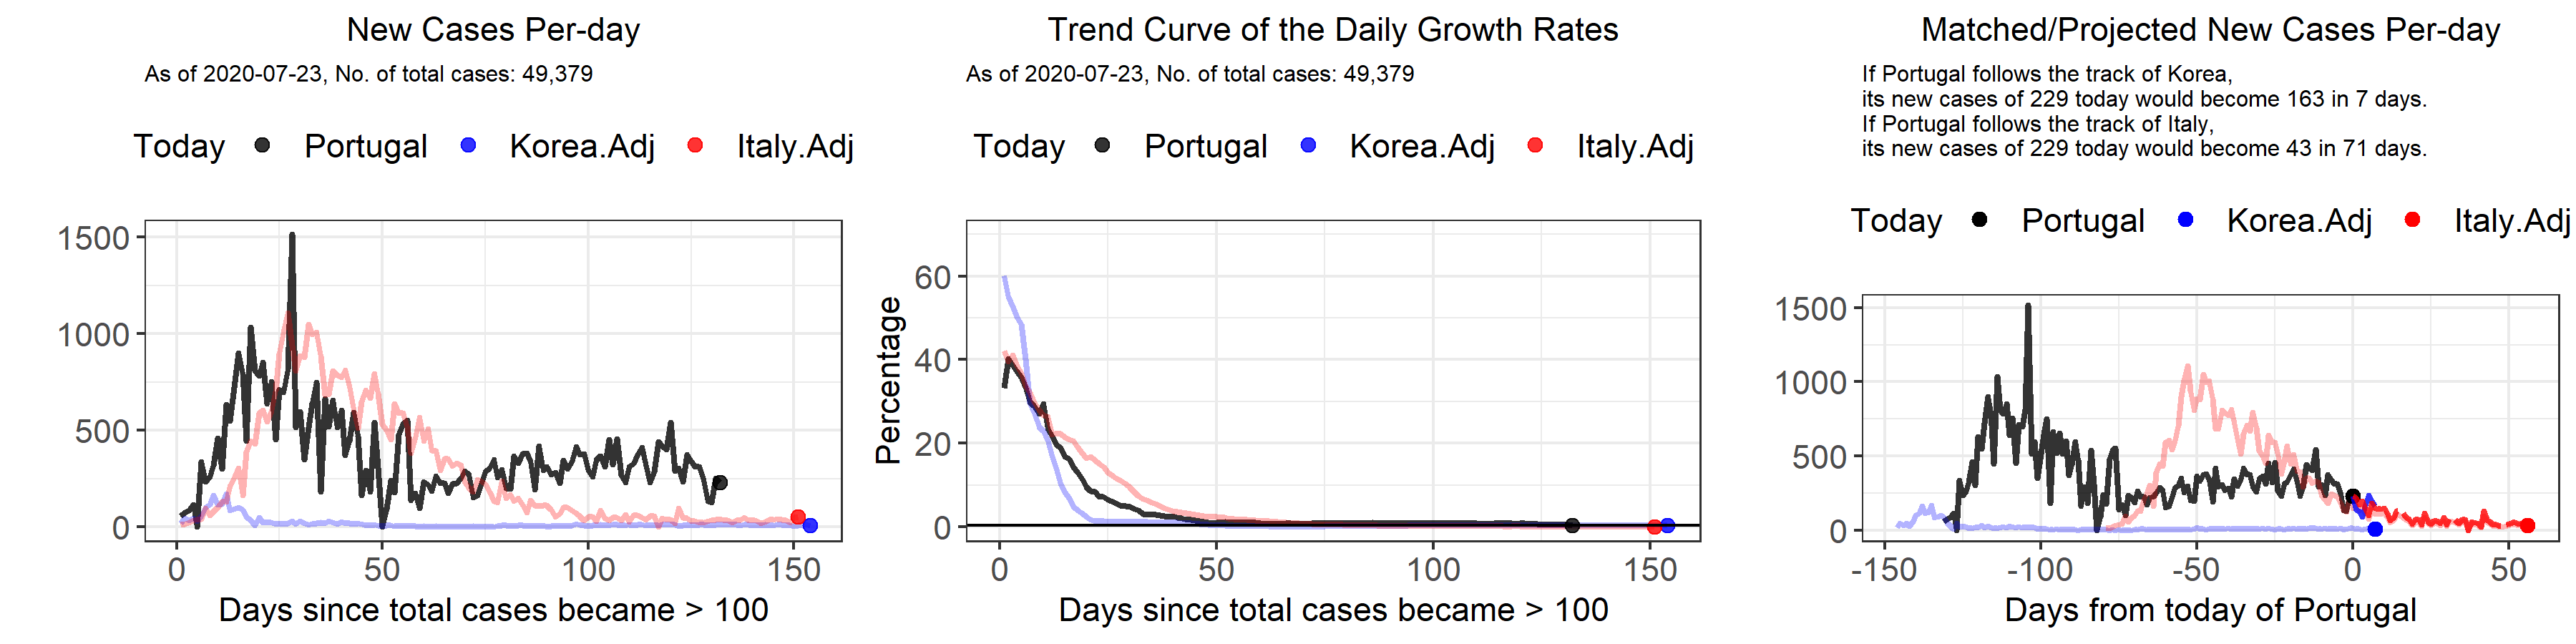 New Cases Per-day
As of 2020-07-23, No. of total cases: 49,379
Today Portugal Korea.Adj Italy.Adj
1500
1000
500
0
0 50 100 150
Days since total cases became > 100
Trend Curve of the Daily Growth Rates
As of 2020-07-23, No. of total cases: 49,379
Today Portugal Korea.Adj Italy.Adj
Percentage
60
40
20
0
0 50 100 150
Days since total cases became > 100
Matched/Projected New Cases Per-day
If Portugal follows the track of Korea,
its new cases of 229 today would become 163 in 7 days.
If Portugal follows the track of Italy,
its new cases of 229 today would become 43 in 71 days.
Today Portugal Korea.Adj Italy.Adj
1500
1000
500
0
-150 -100 -50 0 50
Days from today of Portugal